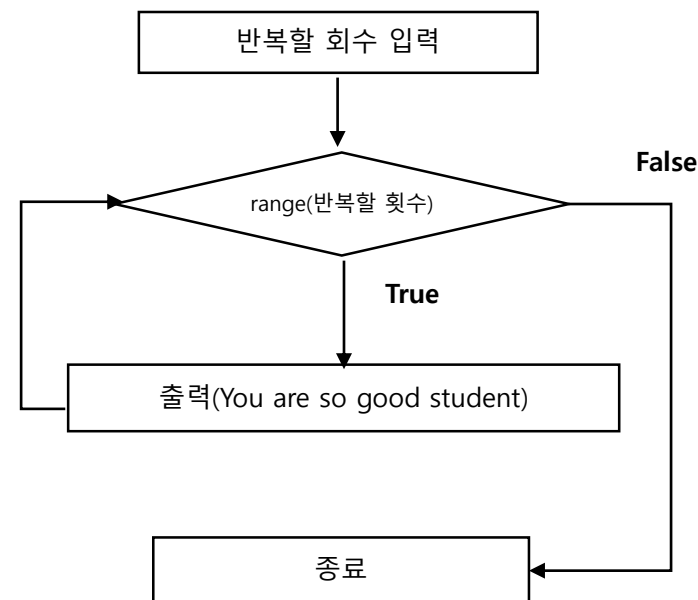 반복할 회수 입력
False
range(반복할 횟수)
True
출력(You are so good student)
종료